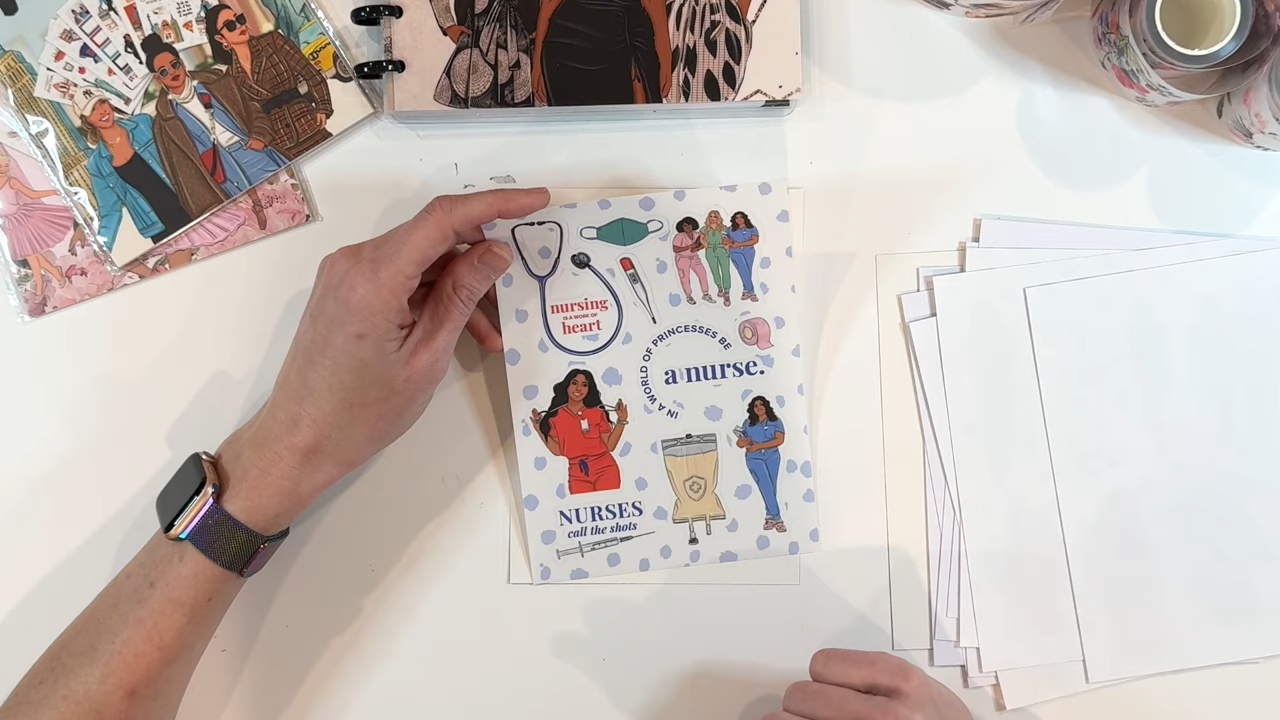 nursing
IS A WORK OF
heart
IN A WORLD OF PRINCESSES BE
a nurse.
NURSES
call the shots